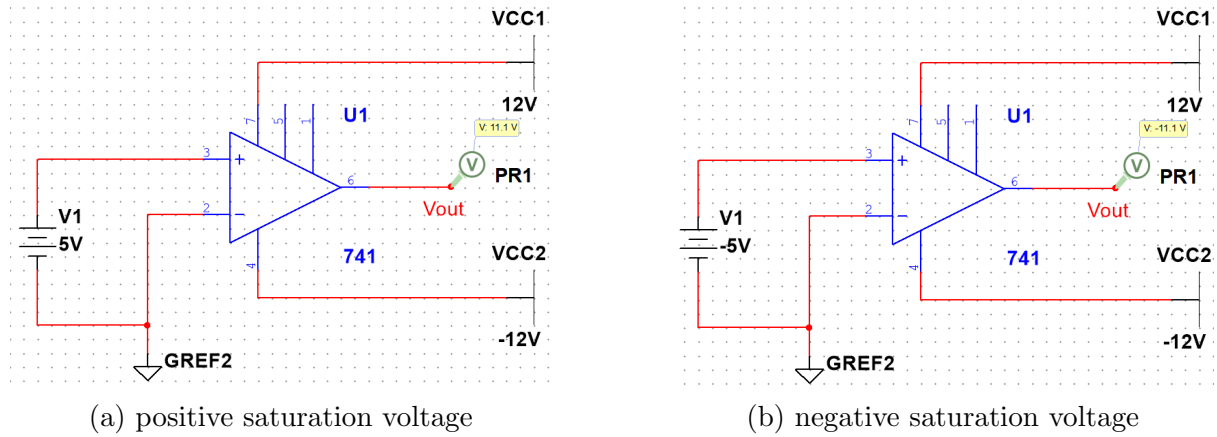 VCC1
12V
U1
7
5
1
V: 11.1 V
3
+
6
PR1
2
−
Vout
V1
5V
741
4
VCC2
-12V
GREF2
(a) positive saturation voltage
VCC1
12V
U1
7
5
1
V: -11.1 V
3
+
6
PR1
2
−
Vout
V1
-5V
741
4
VCC2
-12V
GREF2
(b) negative saturation voltage
V
V